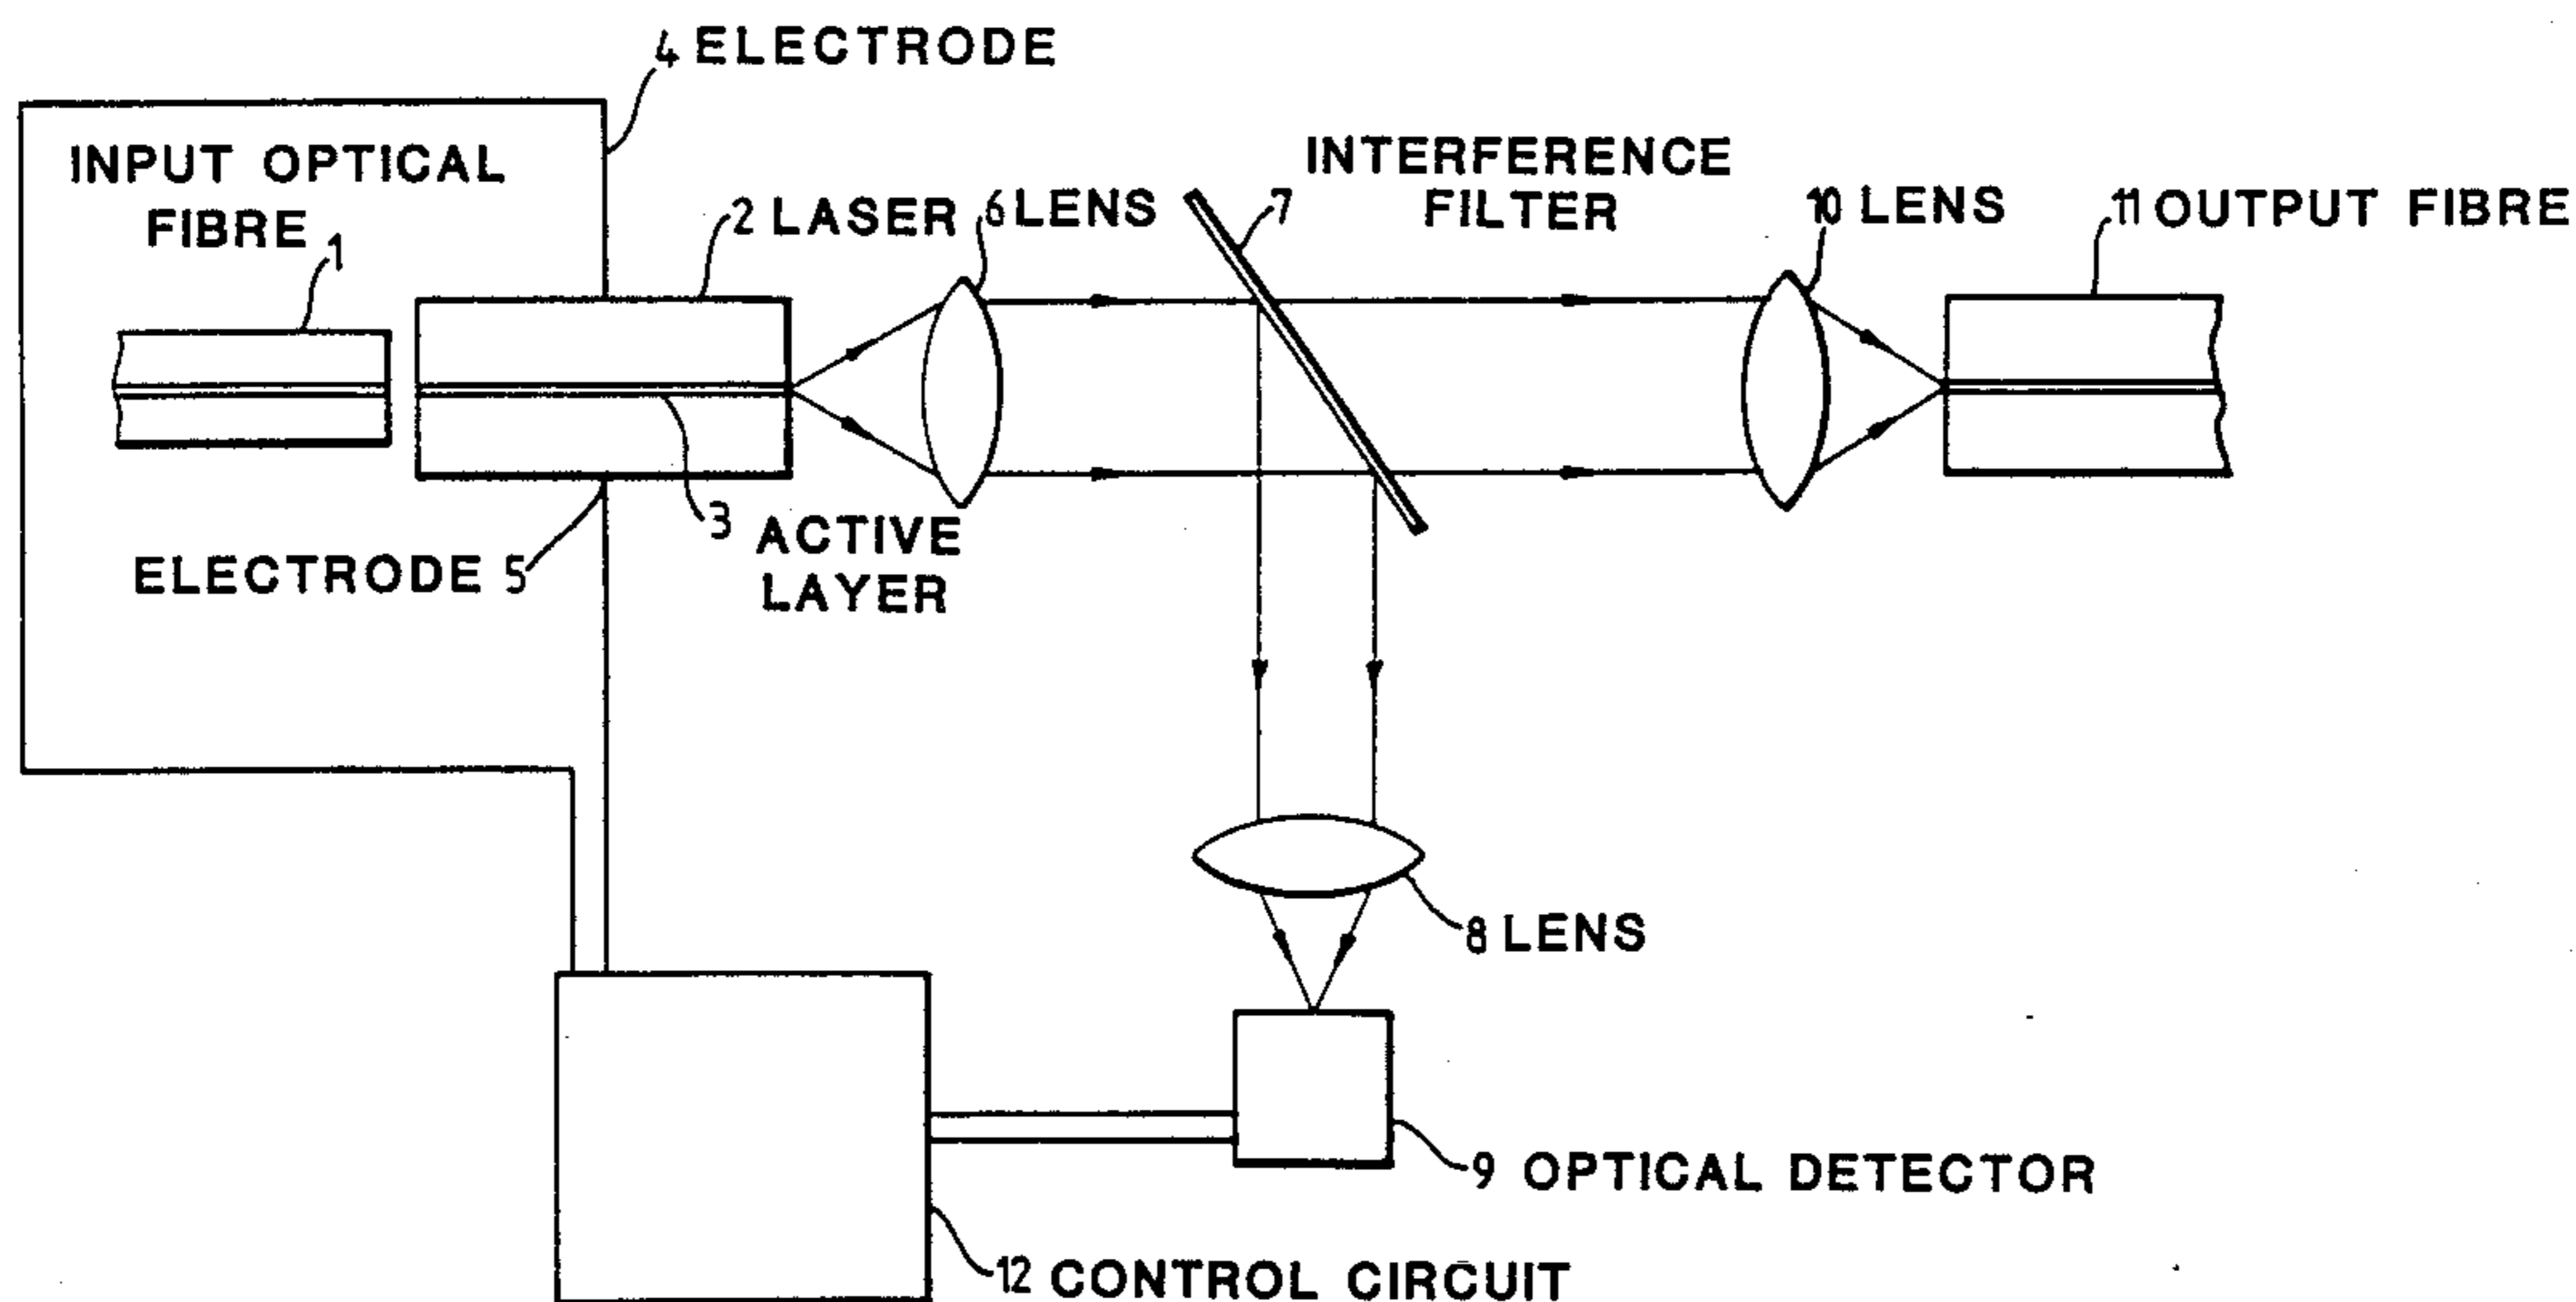 4 ELECTRODE
INPUT OPTICAL
FIBRE
1
2 LASER
6 LENS
INTERFERENCE
FILTER
7
10 LENS
11 OUTPUT FIBRE
3
ACTIVE
LAYER
ELECTRODE 5
8 LENS
9 OPTICAL DETECTOR
12 CONTROL CIRCUIT